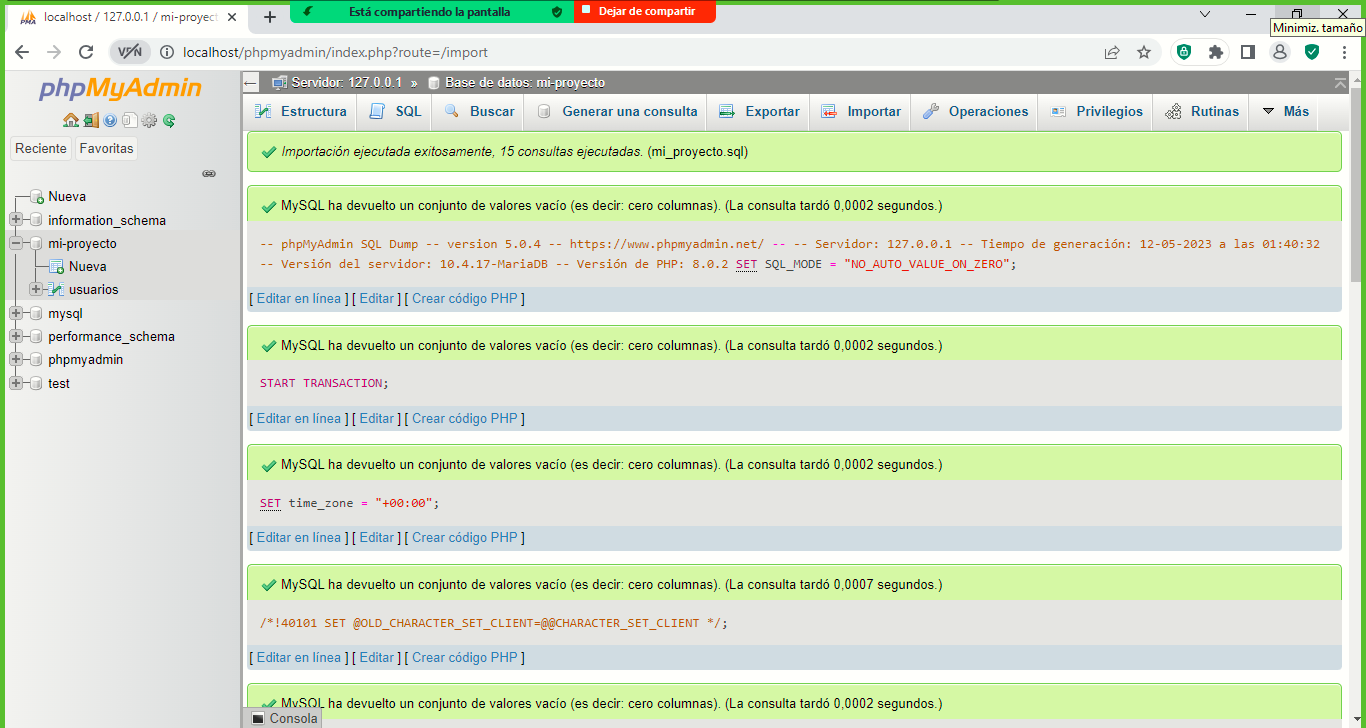 PMA
localhost / 127.0.0.1 / mi-proyect
Está compartiendo la pantalla
Dejar de compartir
Minimiz. tamaño
VPN
localhost/phpmyadmin/index.php?route=/import
phpMyAdmin
Reciente
Favoritas
Nueva
information_schema
mi-proyecto
Nueva
usuarios
mysql
performance_schema
phpmyadmin
test
Servidor: 127.0.0.1 » Base de datos: mi-proyecto
Estructura
SQL
Buscar
Generar una consulta
Exportar
Importar
Operaciones
Privilegios
Rutinas
Más
Importación ejecutada exitosamente, 15 consultas ejecutadas. (mi_proyecto.sql)
MySQL ha devuelto un conjunto de valores vacío (es decir: cero columnas). (La consulta tardó 0,0002 segundos.)
-- phpMyAdmin SQL Dump -- version 5.0.4 -- https://www.phpmyadmin.net/ -- -- Servidor: 127.0.0.1 -- Tiempo de generación: 12-05-2023 a las 01:40:32
-- Versión del servidor: 10.4.17-MariaDB -- Versión de PHP: 8.0.2 SET SQL_MODE = "NO_AUTO_VALUE_ON_ZERO";
[ Editar en línea ] [ Editar ] [ Crear código PHP ]
MySQL ha devuelto un conjunto de valores vacío (es decir: cero columnas). (La consulta tardó 0,0002 segundos.)
START TRANSACTION;
[ Editar en línea ] [ Editar ] [ Crear código PHP ]
MySQL ha devuelto un conjunto de valores vacío (es decir: cero columnas). (La consulta tardó 0,0002 segundos.)
SET time_zone = "+00:00";
[ Editar en línea ] [ Editar ] [ Crear código PHP ]
MySQL ha devuelto un conjunto de valores vacío (es decir: cero columnas). (La consulta tardó 0,0007 segundos.)
/*!40101 SET @OLD_CHARACTER_SET_CLIENT=@@CHARACTER_SET_CLIENT */;
[ Editar en línea ] [ Editar ] [ Crear código PHP ]
MySQL ha devuelto un conjunto de valores vacío (es decir: cero columnas). (La consulta tardó 0,0002 segundos.)
Consola